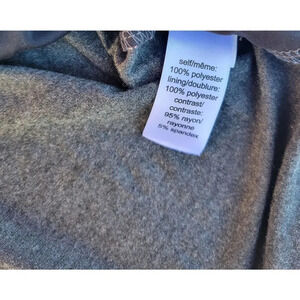 self/même:
100% polyester
lining/doublure:
100% polyester
contrast/
contraste:
95% rayon/
rayonne
5% spandex